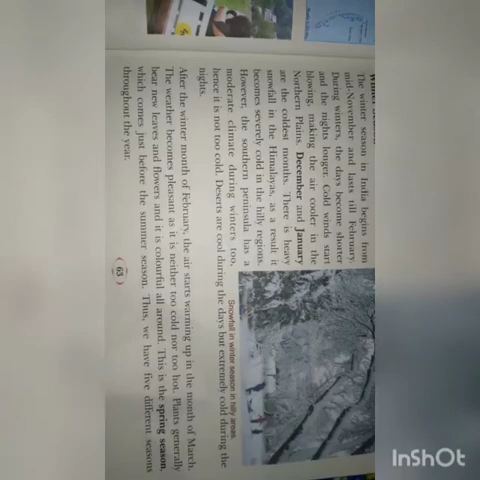 Winter Season
The winter season in India begins from
mid-November and lasts till February.
During winters, the days become shorter
and the nights longer. Cold winds start
blowing, making the air cooler in the
Northern Plains. December and January
are the coldest months. There is heavy
snowfall in the Himalayas, as a result it
becomes severely cold in the hilly regions.
However, the southern peninsula has a
moderate climate during winters too,
hence it is not too cold. Deserts are cool during the days but extremely cold during the
nights.
Snowfall in winter season in hilly areas.
After the winter month of February, the air starts warming up in the month of March.
The weather becomes pleasant as it is neither too cold nor too hot. Plants generally
bear new leaves and flowers and it is colourful all around. This is the spring season,
which comes just before the summer season. Thus, we have five different seasons
throughout the year.
63
InShOt